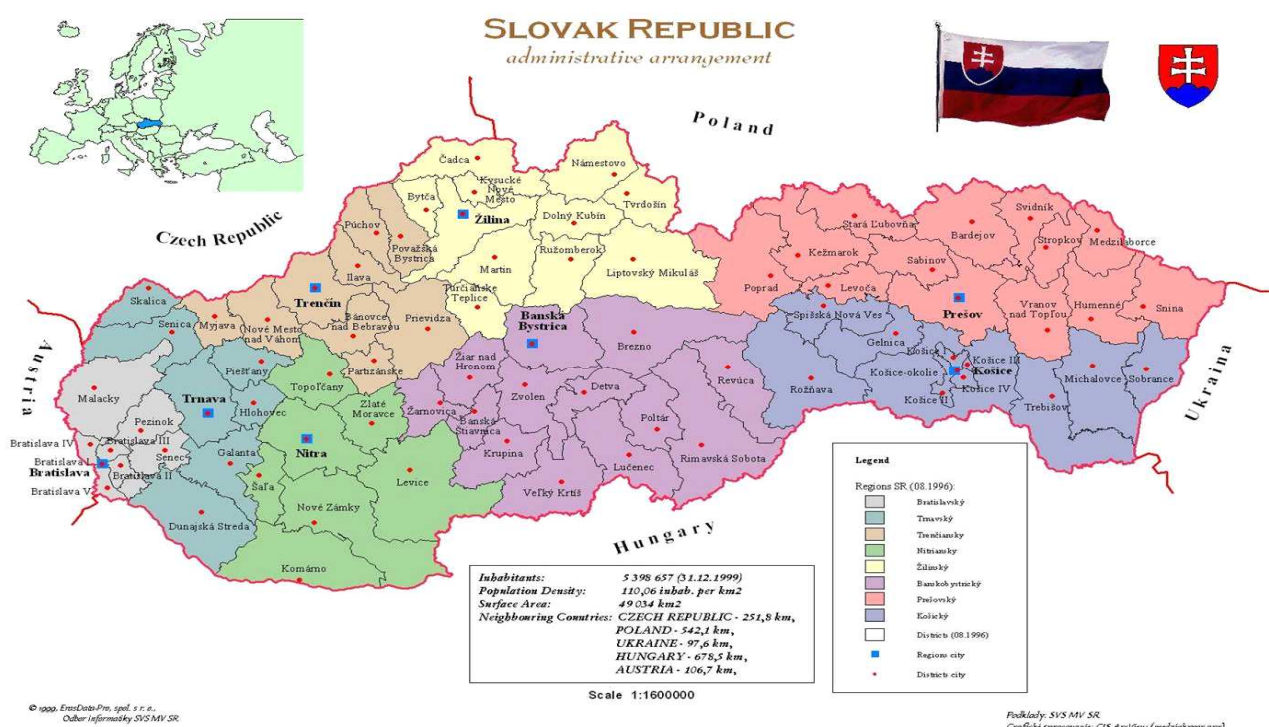 SLOVAK REPUBLIC
administrative arrangement
Poland
Czech Republic
Austria
Hungary
Ukraina
Čadca
Kysucké
Nové
Mesto
Bytča
Žilina
Námestovo
Tvrdošín
Dolný Kubín
Ružomberok
Martin
Liptovský Mikuláš
Turčianske
Teplice
Púchov
Považská
Bystrica
Ilava
Trenčín
Bánovce
nad Bebravou
Prievidza
Partizánske
Nové Mesto
nad Váhom
Myjava
Skalica
Senica
Piešťany
Hlohovec
Trnava
Galanta
Dunajská Streda
Malacky
Pezinok
Senec
Bratislava IV
Bratislava III
Bratislava I
Bratislava
Bratislava II
Bratislava V
Topoľčany
Zlaté
Moravce
Nitra
Šaľa
Levice
Nové Zámky
Komárno
Banská
Bystrica
Brezno
Žiar nad
Hronom
Žarnovica
Banská
Štiavnica
Zvolen
Detva
Krupina
Veľký Krtíš
Lučenec
Poltár
Revúca
Rimavská Sobota
Poprad
Kežmarok
Stará Ľubovňa
Levoča
Sabinov
Bardejov
Svidník
Stropkov
Medzilaborce
Prešov
Vranov
nad Topľou
Humenné
Snina
Spišská Nová Ves
Gelnica
Rožňava
Košice I
Košice III
Košice
Košice-okolie
Košice IV
Košice II
Trebišov
Michalovce
Sobrance
Inhabitants: 5 398 657 (31.12.1999)
Population Density: 110,06 inhab. per km2
Surface Area: 49 034 km2
Neighbouring Countries: CZECH REPUBLIC - 251,8 km,
POLAND - 542,1 km,
UKRAINE - 97,6 km,
HUNGARY - 678,5 km,
AUSTRIA - 106,7 km,
Scale 1:1600000
Legend
Regions SR (08.1996):
Bratislavský
Trnavský
Trenčiansky
Nitriansky
Žilinský
Banskobystrický
Prešovský
Košický
Districts (08.1996)
Regions city
Districts city
© 1999, ErasData-Pro, spol. s r. o.,
Odbor informatiky SVS MV SR
Podklady: SVS MV SR